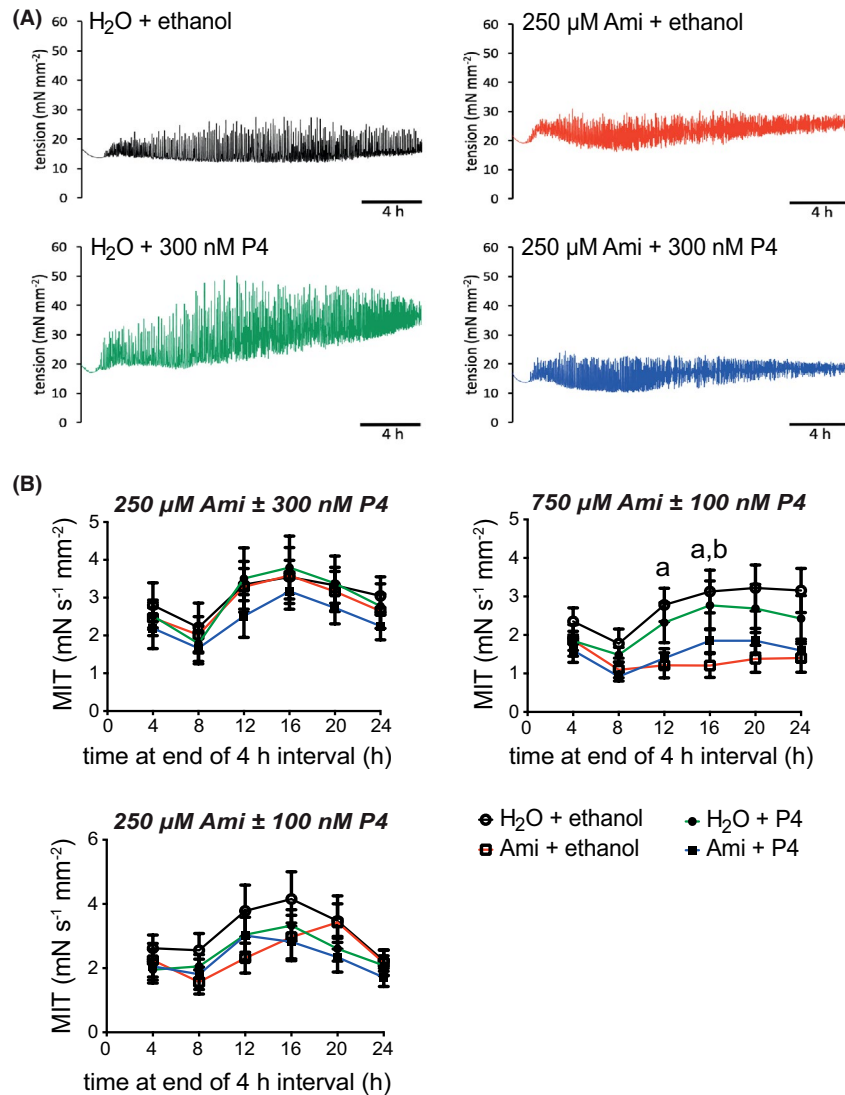 (A)
H₂O + ethanol
tension (mN mm⁻²)
60
50
40
30
20
10
0
4 h
250 µM Ami + ethanol
tension (mN mm⁻²)
60
50
40
30
20
10
0
4 h
H₂O + 300 nM P4
tension (mN mm⁻²)
60
50
40
30
20
10
0
4 h
250 µM Ami + 300 nM P4
tension (mN mm⁻²)
60
50
40
30
20
10
0
4 h
(B)
250 µM Ami ± 300 nM P4
MIT (mN s⁻¹ mm⁻²)
5
4
3
2
1
0
0 4 8 12 16 20 24
time at end of 4 h interval (h)
750 µM Ami ± 100 nM P4
MIT (mN s⁻¹ mm⁻²)
5
4
3
2
1
0
a
a,b
0 4 8 12 16 20 24
time at end of 4 h interval (h)
250 µM Ami ± 100 nM P4
MIT (mN s⁻¹ mm⁻²)
6
4
2
0
0 4 8 12 16 20 24
time at end of 4 h interval (h)
H₂O + ethanol
H₂O + P4
Ami + ethanol
Ami + P4